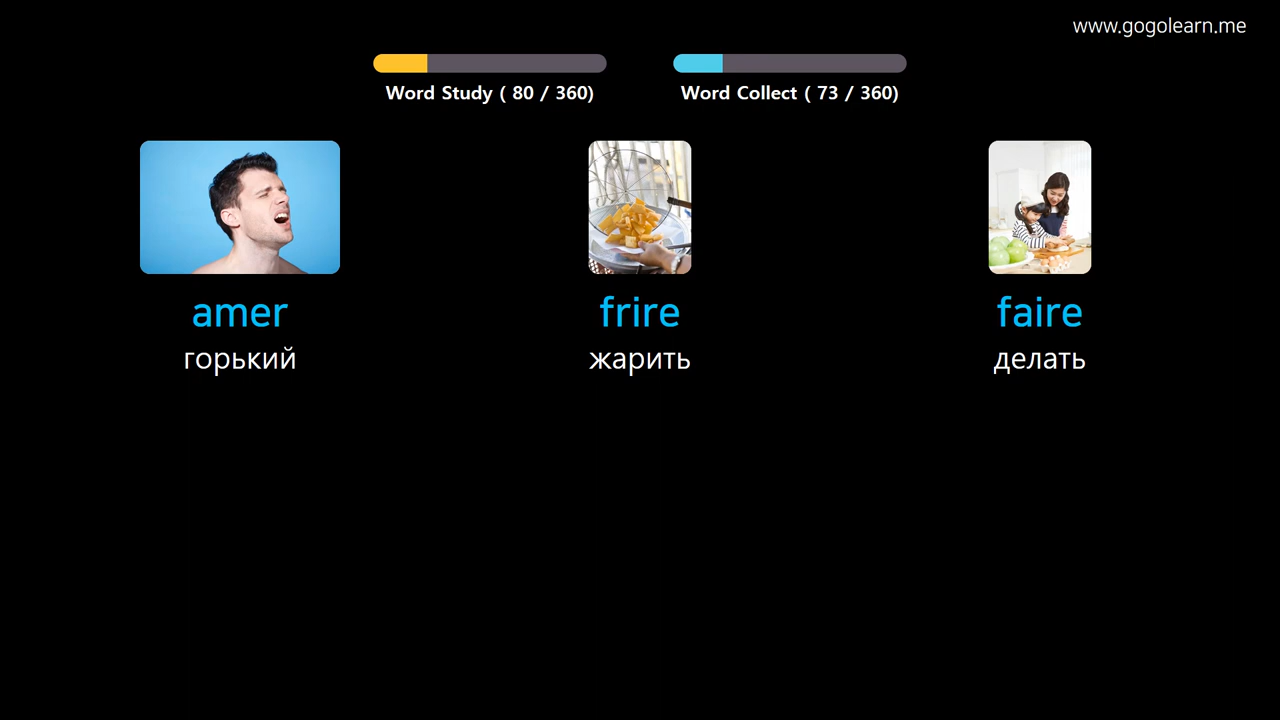 www.gogolearn.me
Word Study ( 80 / 360)
Word Collect ( 73 / 360)
amer
frire
faire
горький
жарить
делать